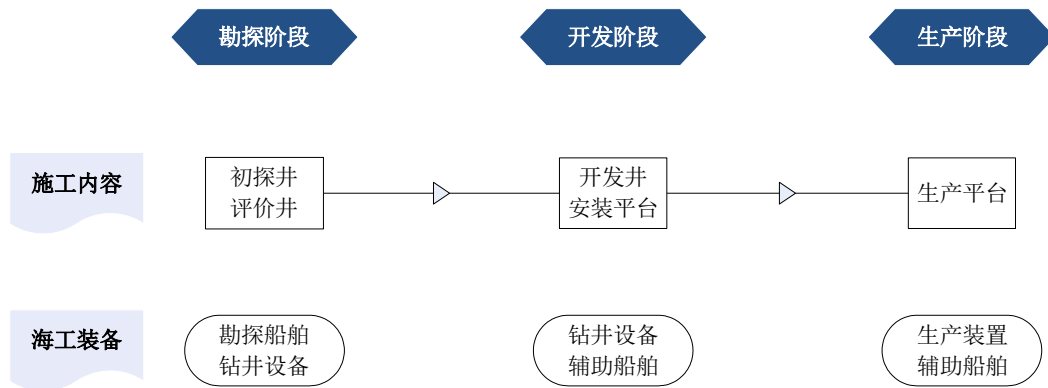 勘探阶段
开发阶段
生产阶段
施工内容
初探井
评价井
开发井
安装平台
生产平台
海工装备
勘探船舶
钻井设备
钻井设备
辅助船舶
生产装置
辅助船舶